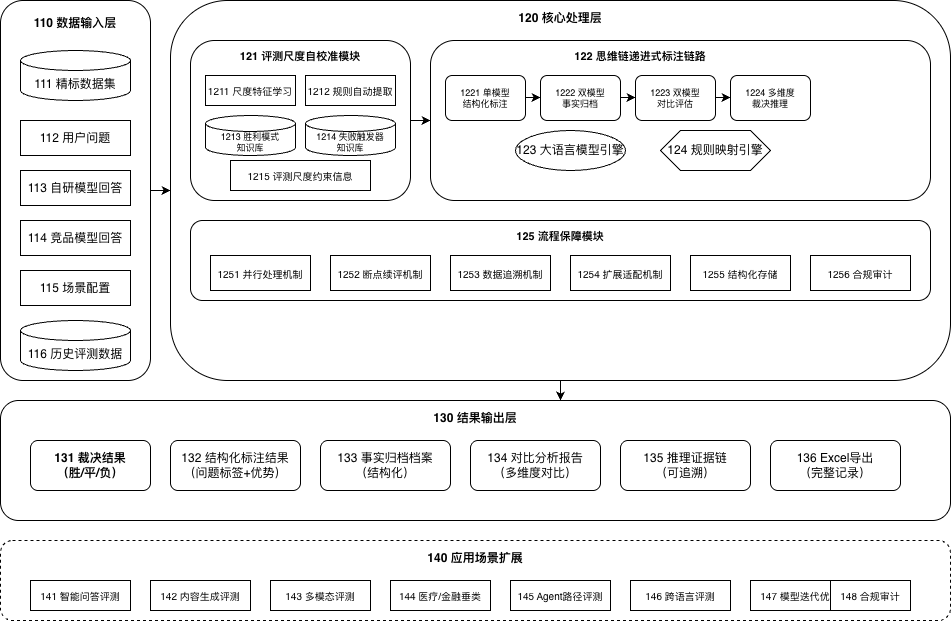 110 数据输入层
111 精标数据集
112 用户问题
113 自研模型回答
114 竞品模型回答
115 场景配置
116 历史评测数据
120 核心处理层
121 评测尺度自校准模块
1211 尺度特征学习
1212 规则自动提取
1213 胜利模式
知识库
1214 失败触发器
知识库
1215 评测尺度约束信息
122 思维链递进式标注链路
1221 单模型
结构化标注
1222 双模型
事实归档
1223 双模型
对比评估
1224 多维度
裁决推理
123 大语言模型引擎
124 规则映射引擎
125 流程保障模块
1251 并行处理机制
1252 断点续评机制
1253 数据追溯机制
1254 扩展适配机制
1255 结构化存储
1256 合规审计
130 结果输出层
131 裁决结果
（胜/平/负）
132 结构化标注结果
（问题标签+优势）
133 事实归档档案
（结构化）
134 对比分析报告
（多维度对比）
135 推理证据链
（可追溯）
136 Excel导出
（完整记录）
140 应用场景扩展
141 智能问答评测
142 内容生成评测
143 多模态评测
144 医疗/金融垂类
145 Agent路径评测
146 跨语言评测
147 模型迭代优
148 合规审计